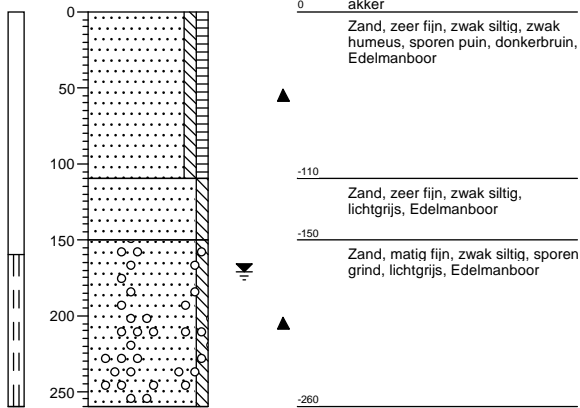 0
50
100
150
200
250
0
akker
Zand, zeer fijn, zwak siltig, zwak
humeus, sporen puin, donkerbruin,
Edelmanboor
-110
Zand, zeer fijn, zwak siltig,
lichtgrijs, Edelmanboor
-150
Zand, matig fijn, zwak siltig, sporen
grind, lichtgrijs, Edelmanboor
-260